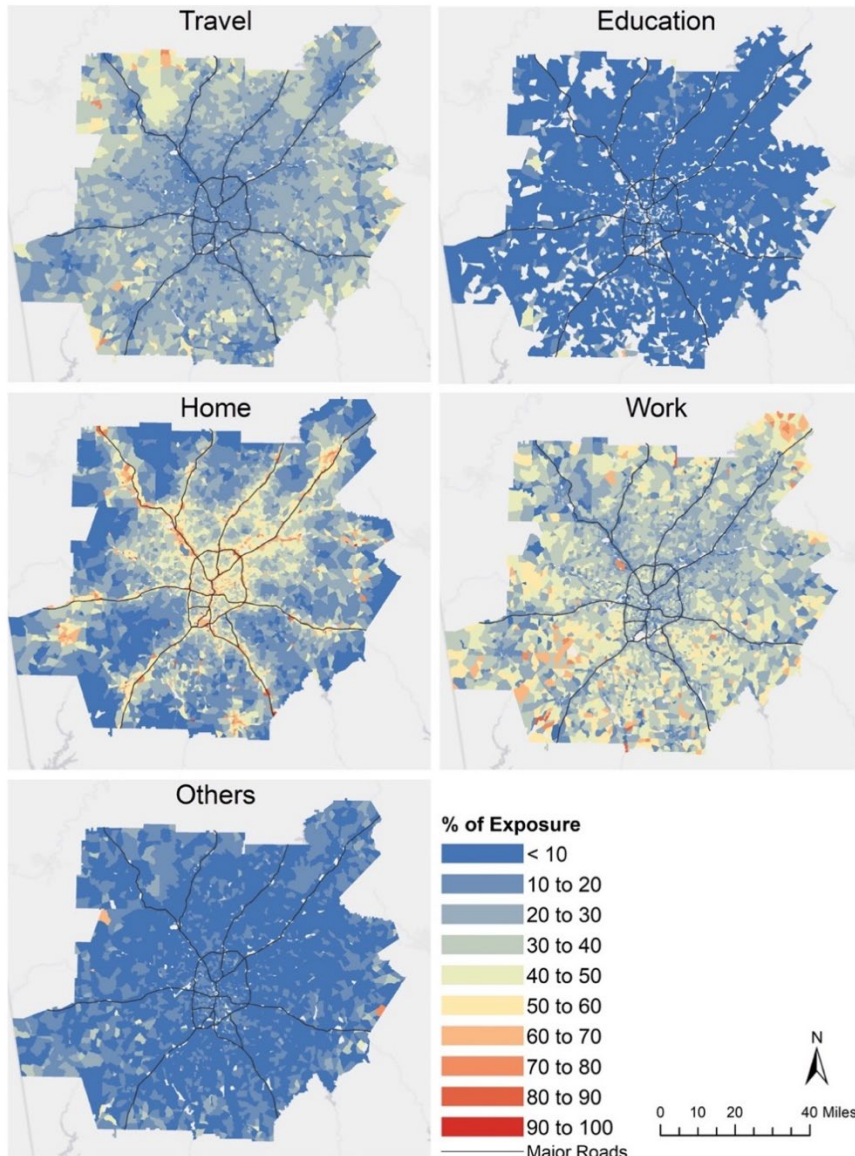 Travel
Education
Home
Work
Others
% of Exposure
< 10
10 to 20
20 to 30
30 to 40
40 to 50
50 to 60
60 to 70
70 to 80
80 to 90
90 to 100
Major Roads
N
0 10 20 40 Miles